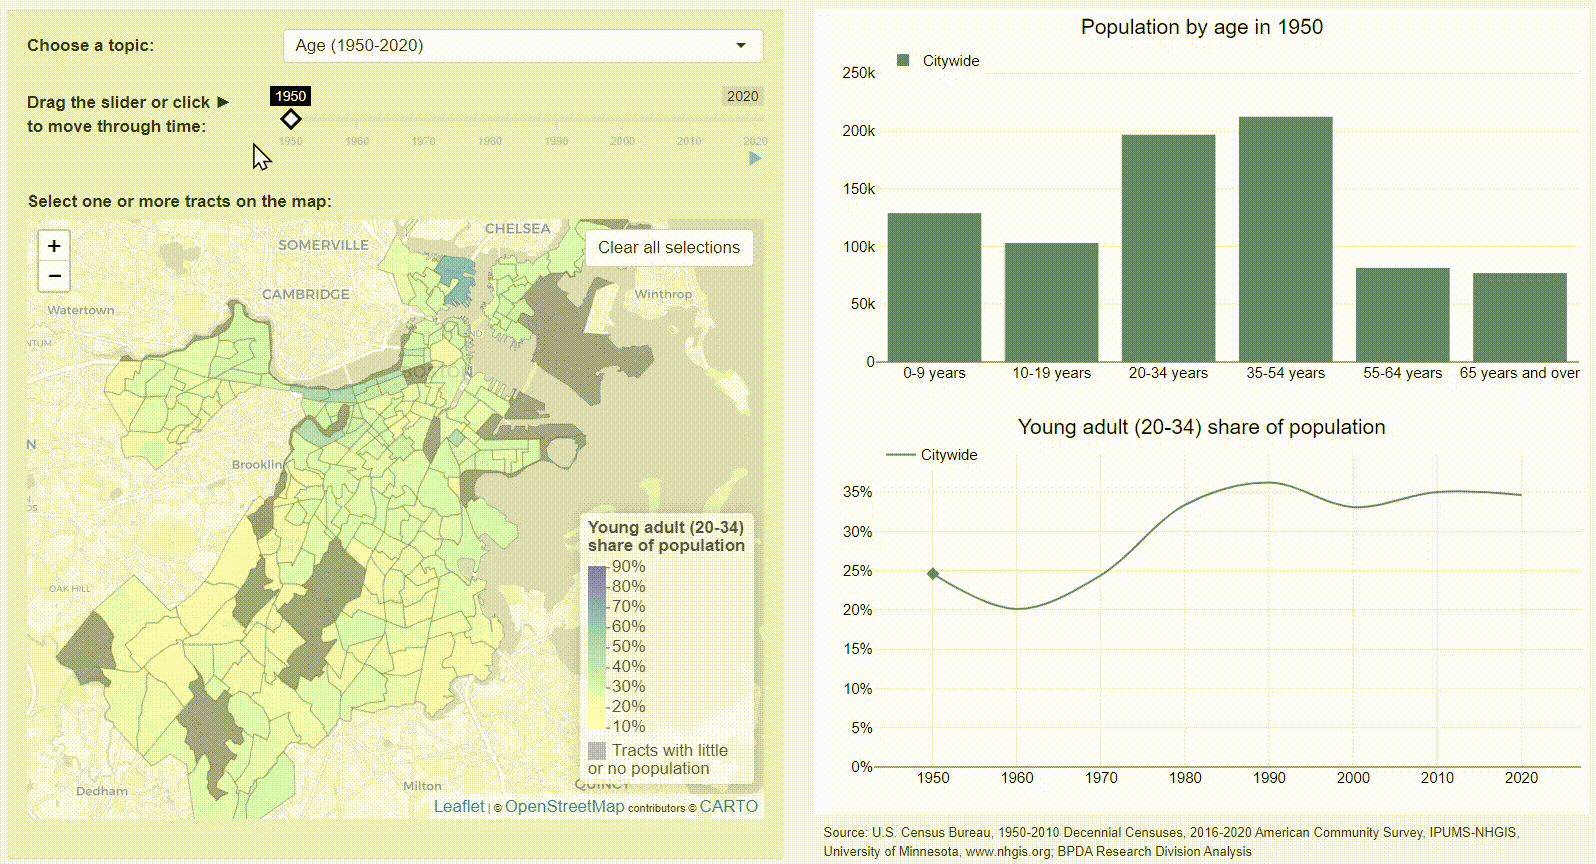 Choose a topic:
Age (1950-2020)
Drag the slider or click ▶
to move through time:
1950
2020
1950 1960 1970 1980 1990 2000 2010 2020
Select one or more tracts on the map:
+
−
Clear all selections
CHELSEA
SOMERVILLE
CAMBRIDGE
Winthrop
Watertown
NTUM
ND
N
Brooklin
OAK HILL
Young adult (20-34)
share of population
90%
80%
70%
60%
50%
40%
30%
20%
10%
Tracts with little
or no population
QUINCY
Milton
Dedham
Leaflet | © OpenStreetMap contributors © CARTO
Population by age in 1950
Citywide
250k
200k
150k
100k
50k
0
0-9 years 10-19 years 20-34 years 35-54 years 55-64 years 65 years and over
Young adult (20-34) share of population
Citywide
35%
30%
25%
20%
15%
10%
5%
0%
1950 1960 1970 1980 1990 2000 2010 2020
Source: U.S. Census Bureau, 1950-2010 Decennial Censuses, 2016-2020 American Community Survey, IPUMS-NHGIS,
University of Minnesota, www.nhgis.org; BPDA Research Division Analysis